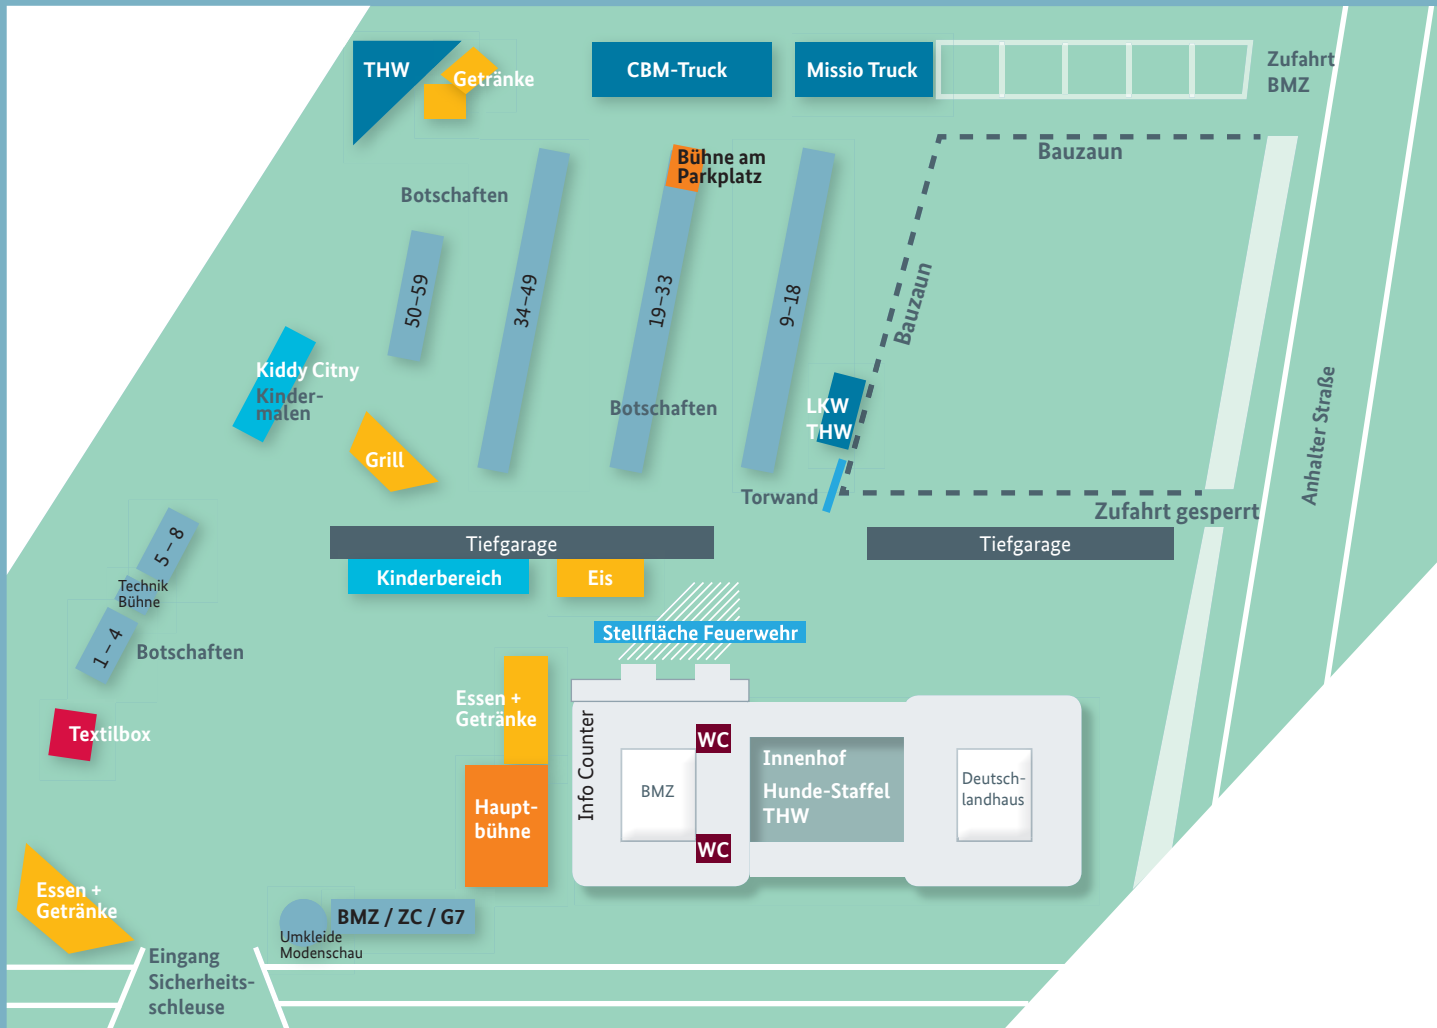 THW
Getränke
CBM-Truck
Missio Truck
Zufahrt
BMZ
Bauzaun
Bühne am
Parkplatz
Botschaften
50–59
34–49
19–33
9–18
Bauzaun
Kiddy Citny
Kinder-
malen
Botschaften
LKW
THW
Anhalter Straße
Grill
Torwand
Zufahrt gesperrt
Tiefgarage
Tiefgarage
Kinderbereich
Eis
5 – 8
Technik
Bühne
1 – 4
Botschaften
Stellfläche Feuerwehr
Textilbox
Essen +
Getränke
Info Counter
WC
BMZ
Innenhof
Hunde-Staffel
THW
Deutsch-
landhaus
Haupt-
bühne
WC
Essen +
Getränke
BMZ / ZC / G7
Umkleide
Modenschau
Eingang
Sicherheits-
schleuse